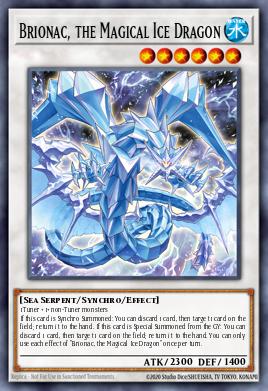 Brionac, the Magical Ice Dragon
WATER
水
[Sea Serpent/Synchro/Effect]
1 Tuner + 1+ non-Tuner monsters
If this card is Synchro Summoned: You can discard 1 card, then target 1 card on the
field; return it to the hand. If this card is Special Summoned from the GY: You can
discard 1 card, then target 1 card on the field; return it to the hand. You can only
use each effect of "Brionac, the Magical Ice Dragon" once per turn.
ATK/2300 DEF/1400
Replica - Not For Use in Sanctioned Tournaments
©2020 Studio Dice/SHUEISHA, TV TOKYO, KONAMI